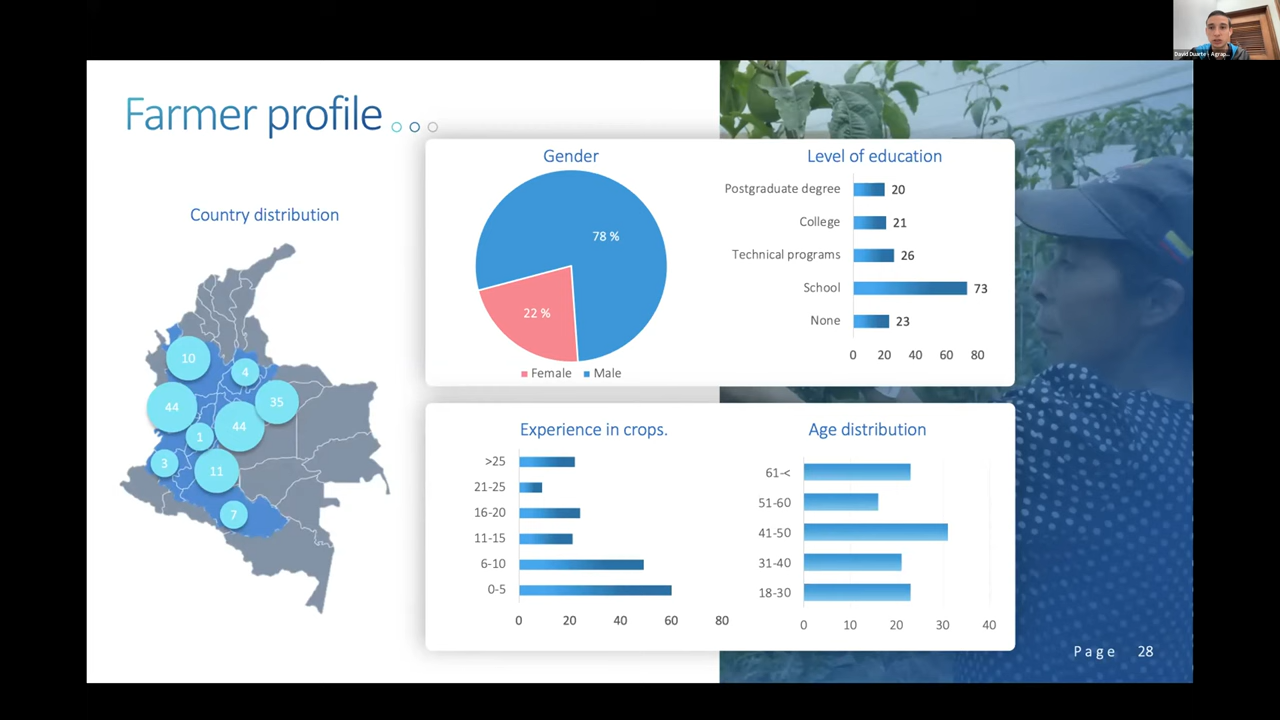 David Duarte - Agrap...
Farmer profile
Country distribution
10
4
44
35
44
1
3
11
7
Gender
78 %
22 %
Female
Male
Level of education
Postgraduate degree 20
College 21
Technical programs 26
School 73
None 23
0 20 40 60 80
Experience in crops.
>25
21-25
16-20
11-15
6-10
0-5
0 20 40 60 80
Age distribution
61-<
51-60
41-50
31-40
18-30
0 10 20 30 40
Page 28